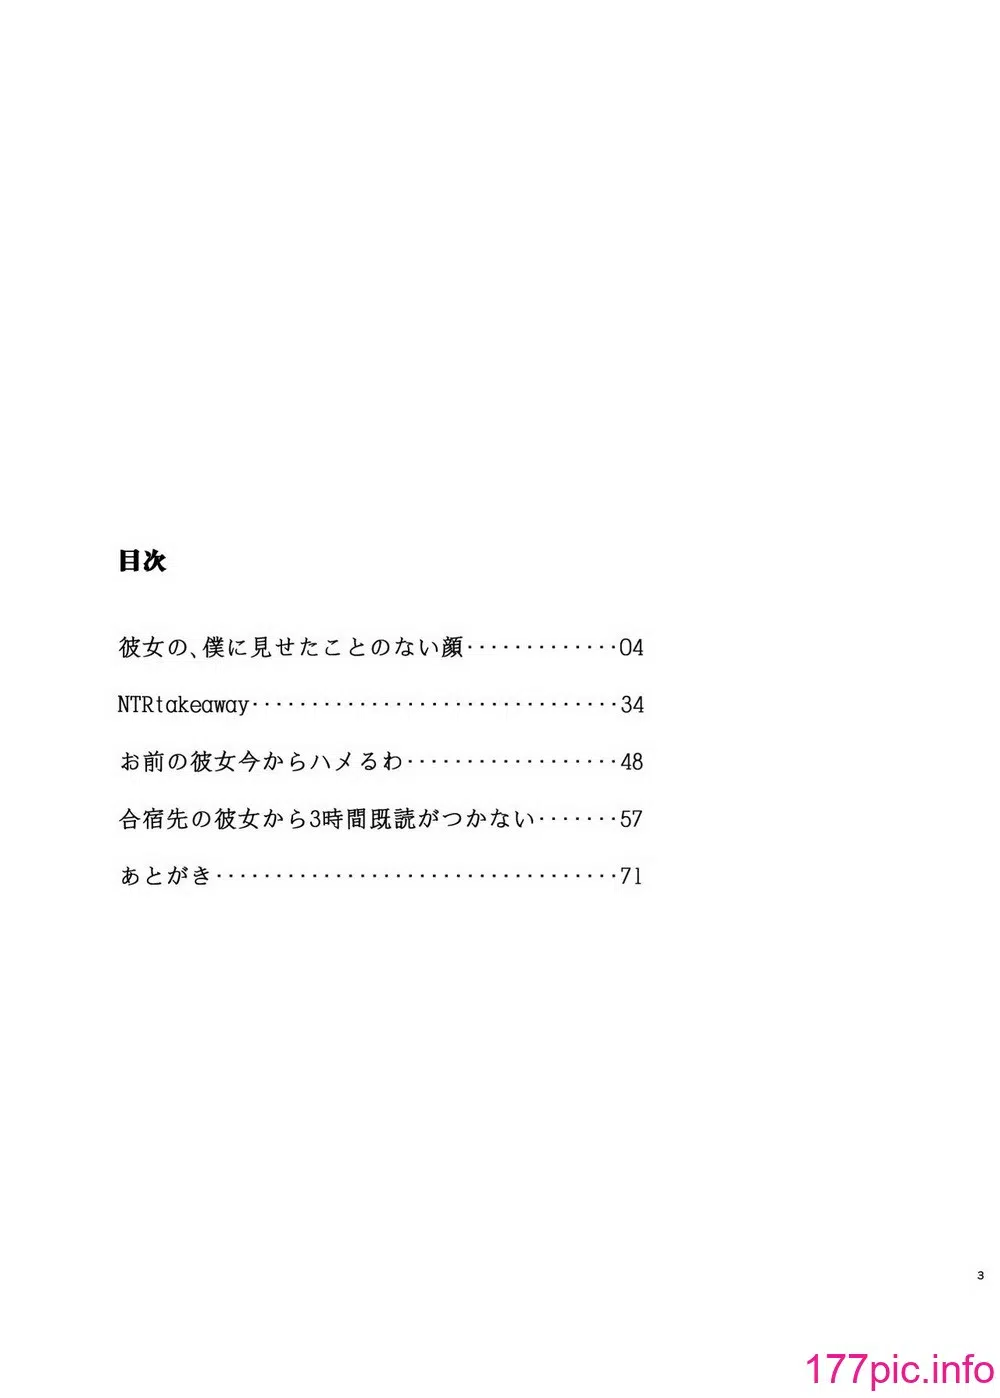 目次
彼女の､僕に見せたことのない顔·············04
NTRtakeaway·······························34
お前の彼女今からハメるわ··················48
合宿先の彼女から3時間既読がつかない·······57
あとがき··································71
3
177pic.info